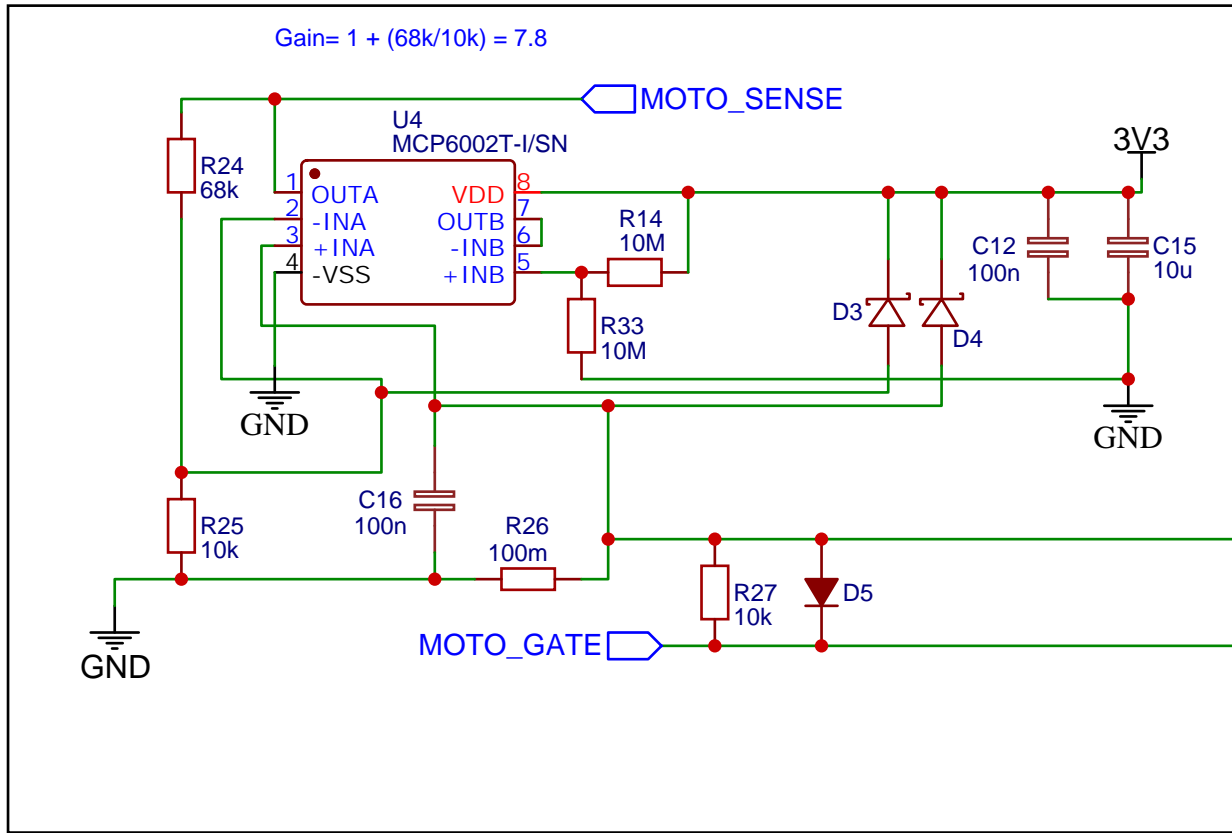 Gain= 1 + (68k/10k) = 7.8
MOTO_SENSE
U4
MCP6002T-I/SN
3V3
R24
68k
1
OUTA
2
-INA
3
+INA
4
-VSS
8
VDD
7
OUTB
6
-INB
5
+INB
R14
10M
R33
10M
D3
D4
C12
100n
C15
10u
GND
GND
C16
100n
R25
10k
R26
100m
R27
10k
D5
MOTO_GATE
GND